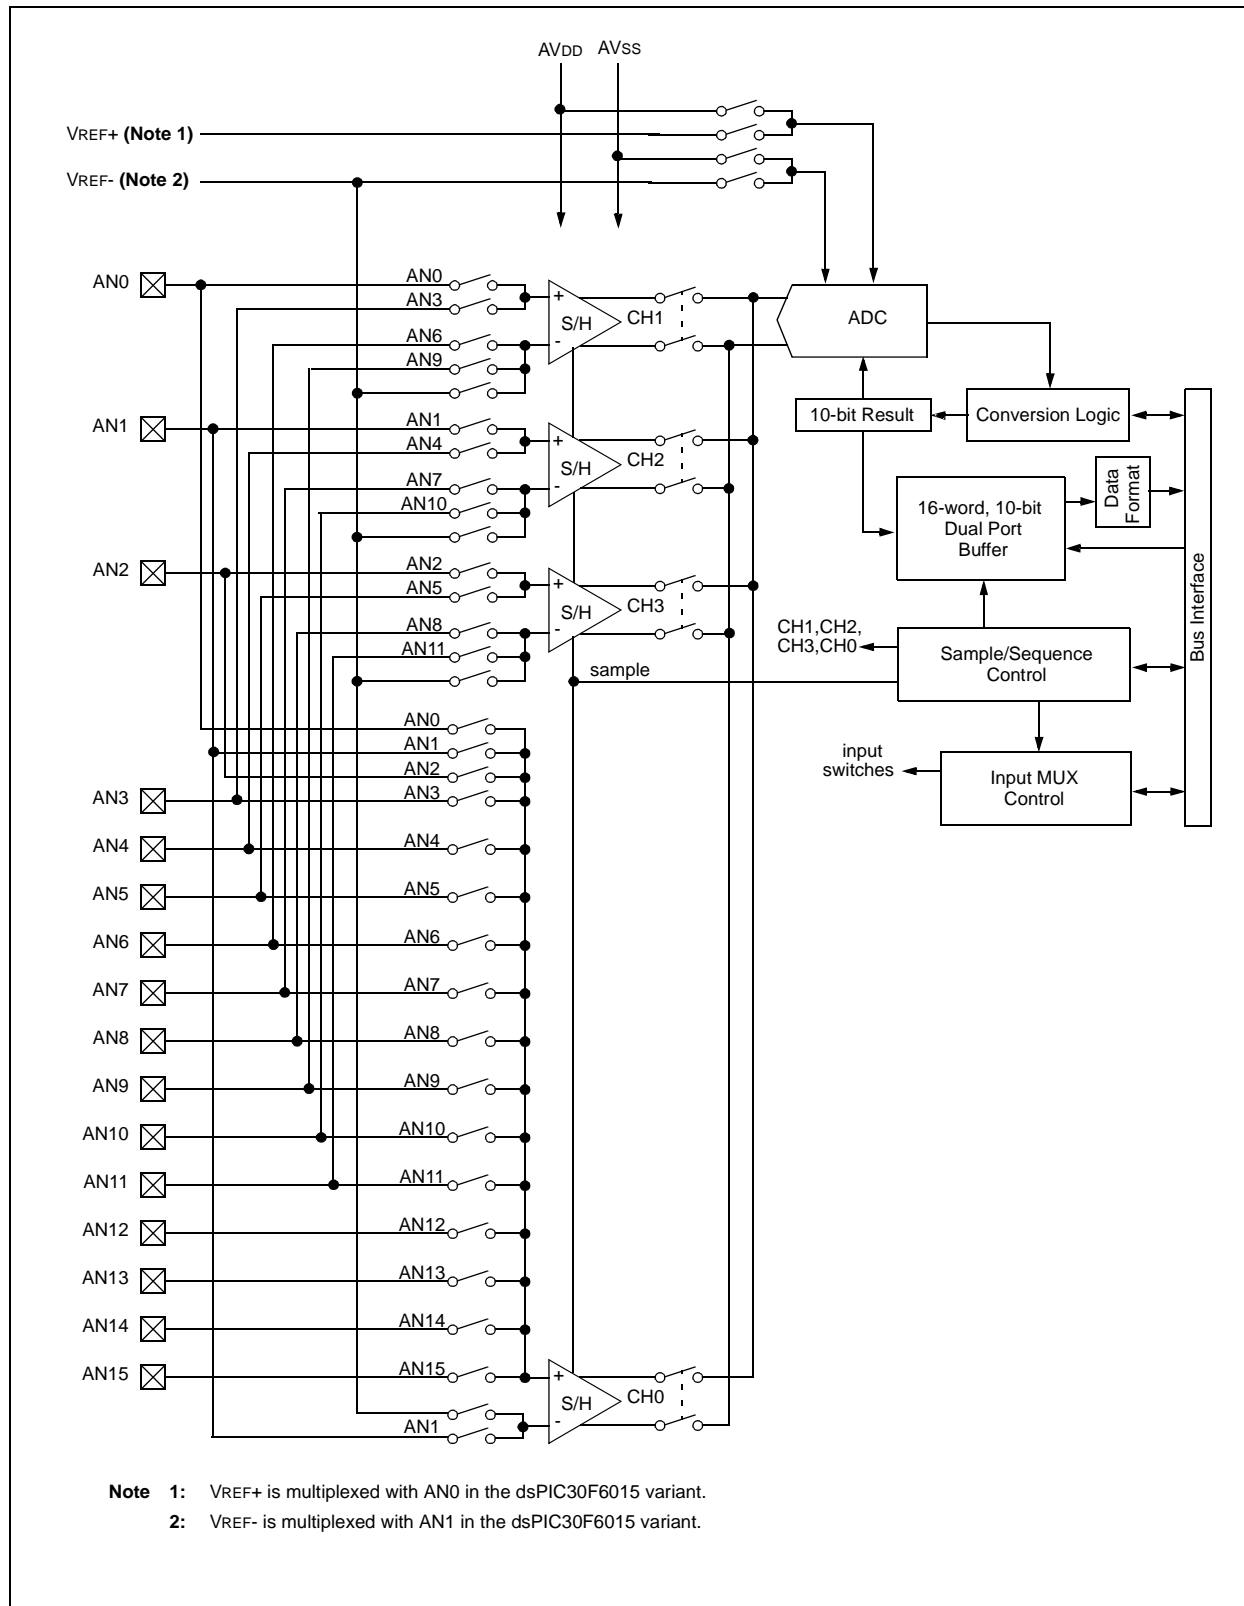 AVDD AVSS
VREF+ (Note 1)
VREF- (Note 2)
AN0
AN0
AN3
+
S/H
-
CH1
AN6
AN9
ADC
10-bit Result
Conversion Logic
AN1
AN1
AN4
+
S/H
-
CH2
AN7
AN10
16-word, 10-bit
Dual Port
Buffer
Data
Format
Bus Interface
AN2
AN2
AN5
+
S/H
-
CH3
AN8
AN11
CH1,CH2,
CH3,CH0
Sample/Sequence
Control
sample
input
switches
Input MUX
Control
AN0
AN1
AN2
AN3 AN3
AN4 AN4
AN5 AN5
AN6 AN6
AN7 AN7
AN8 AN8
AN9 AN9
AN10 AN10
AN11 AN11
AN12 AN12
AN13 AN13
AN14 AN14
AN15 AN15
+
S/H
-
CH0
AN1
Note 1: VREF+ is multiplexed with AN0 in the dsPIC30F6015 variant.
2: VREF- is multiplexed with AN1 in the dsPIC30F6015 variant.